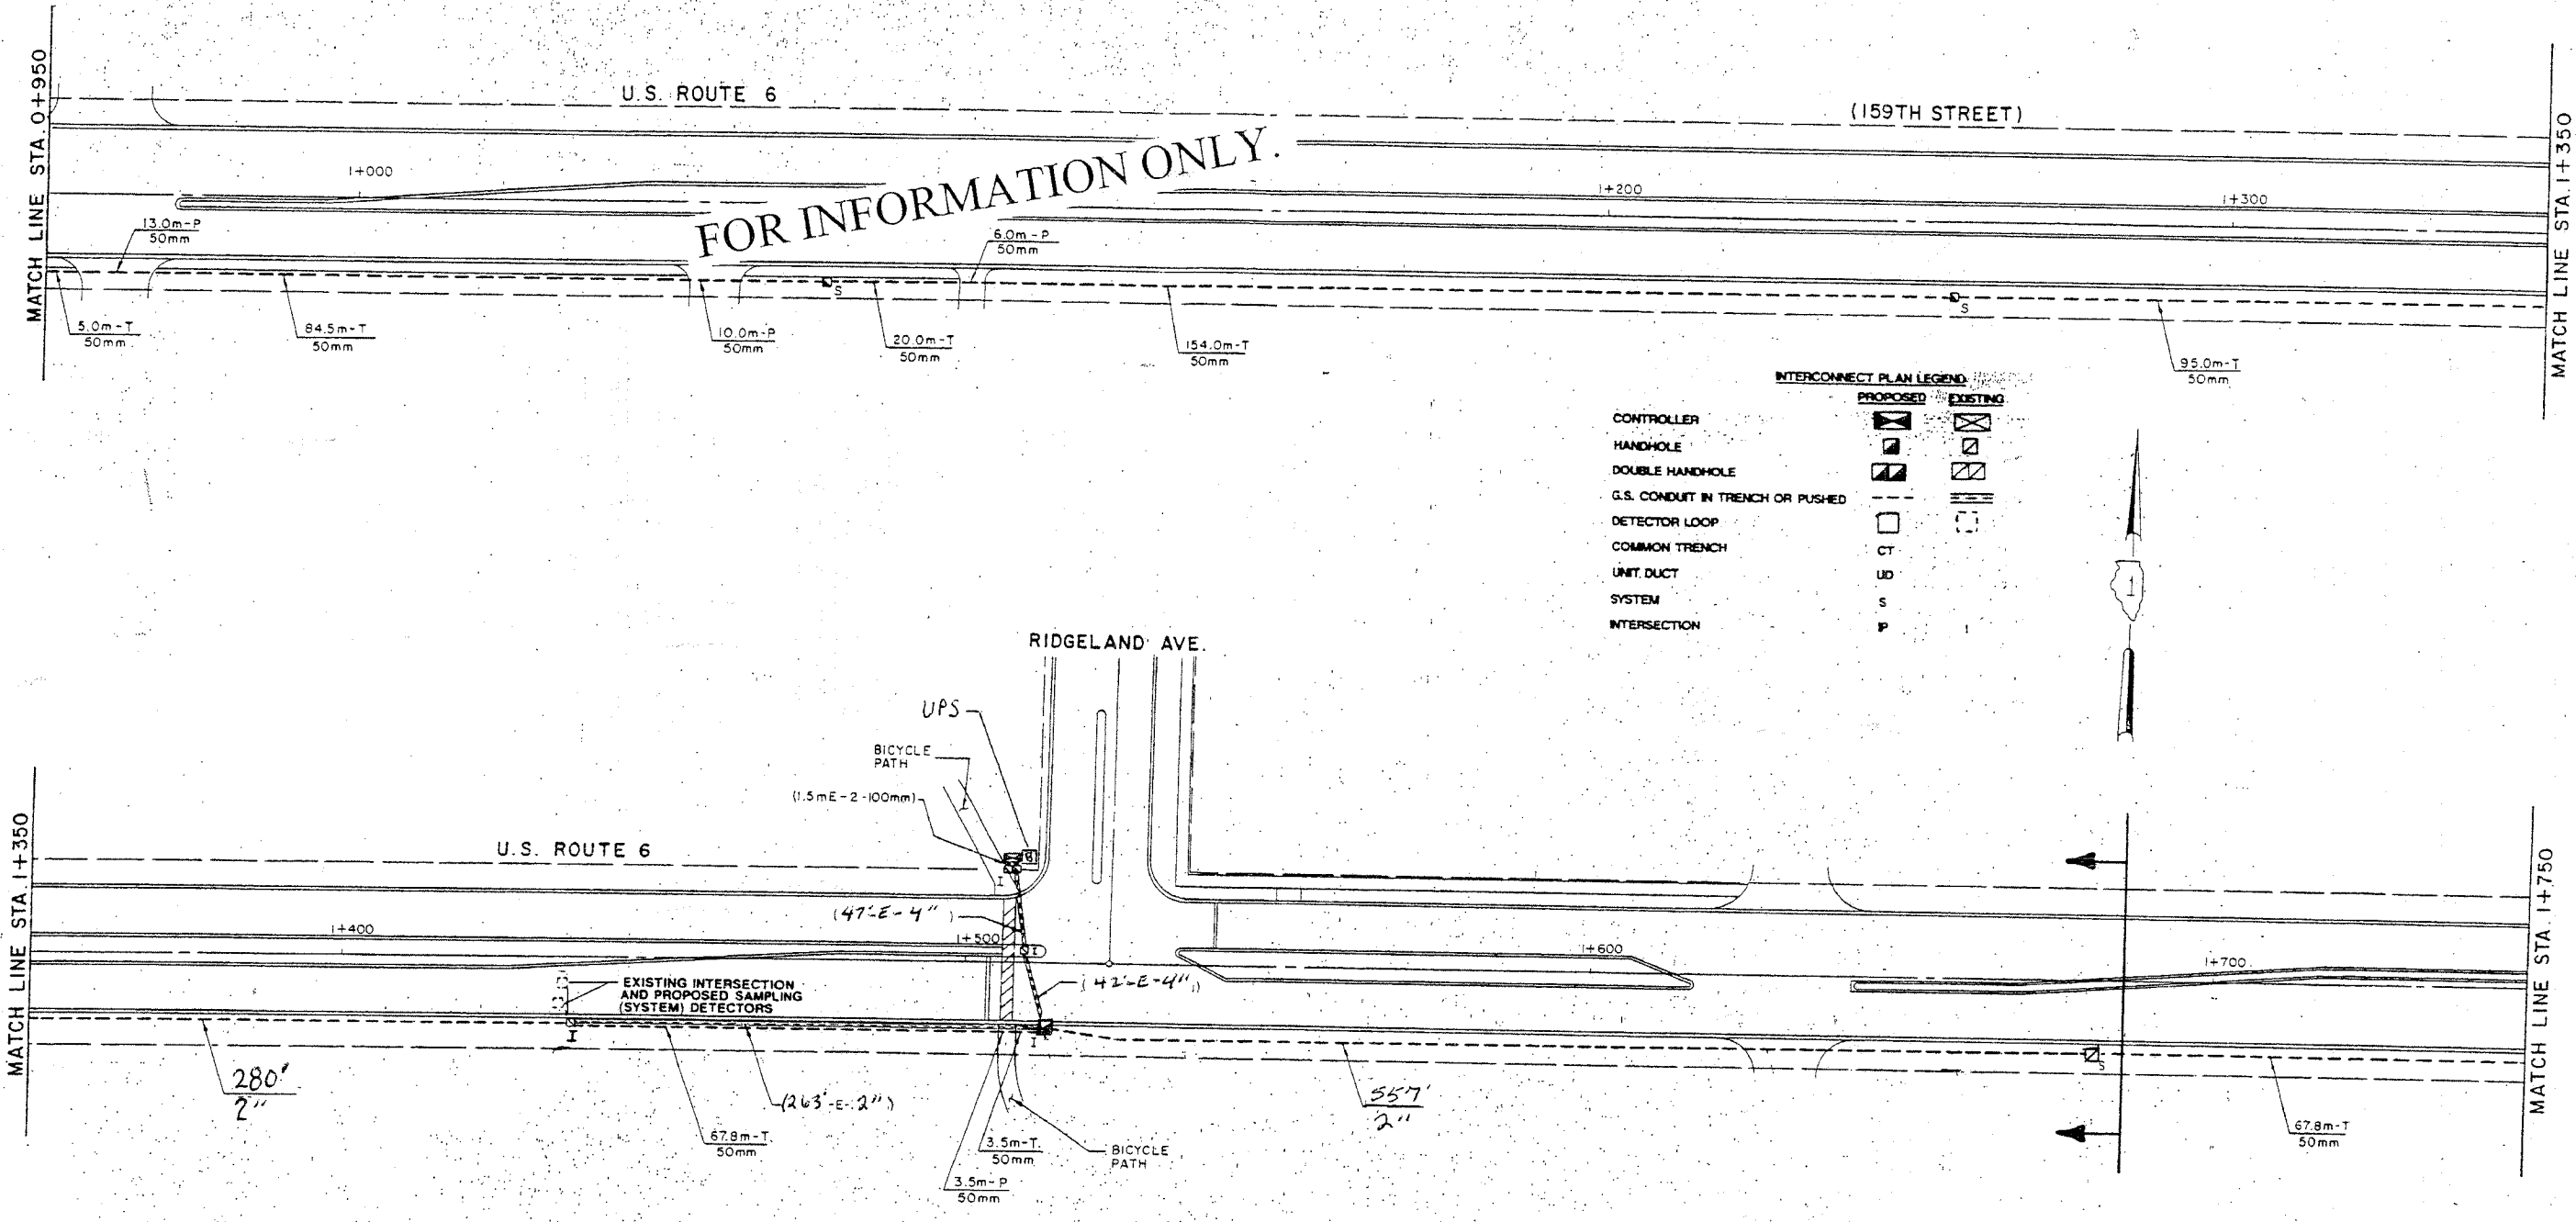 MATCH LINE STA. 0+950
U.S. ROUTE 6
(159TH STREET)
MATCH LINE STA. 1+350
1+000
1+200
1+300
FOR INFORMATION ONLY.
13.0m-P
50mm
6.0m-P
50mm
5.0m-T
50mm
84.5m-T
50mm
10.0m-P
50mm
S
20.0m-T
50mm
154.0m-T
50mm
S
95.0m-T
50mm
INTERCONNECT PLAN LEGEND
PROPOSED EXISTING
CONTROLLER
HANDHOLE
DOUBLE HANDHOLE
G.S. CONDUIT IN TRENCH OR PUSHED
DETECTOR LOOP
COMMON TRENCH CT
UNIT DUCT UD
SYSTEM S
INTERSECTION IP I
1
RIDGELAND AVE.
UPS
BICYCLE
PATH
(1.5mE-2-100mm)
MATCH LINE STA. 1+350
U.S. ROUTE 6
B
I
(47'-E-4")
1+400
1+500
I
1+600
1+700
MATCH LINE STA. 1+750
EXISTING INTERSECTION
AND PROPOSED SAMPLING
(SYSTEM) DETECTORS
(42'-E-4")
I
I
S
280'
2"
(263'-E-2")
557'
2"
67.8m-T
50mm
3.5m-T
50mm
BICYCLE
PATH
67.8m-T
50mm
3.5m-P
50mm